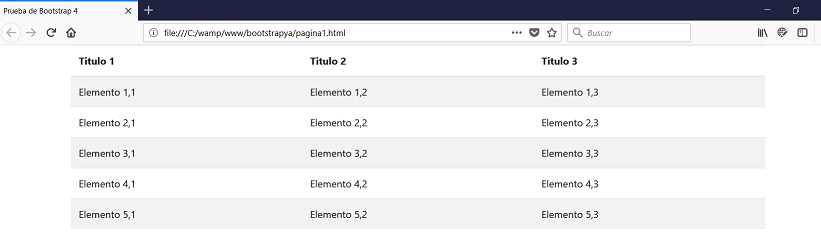 Prueba de Bootstrap 4
file:///C:/wamp/www/bootstrapya/pagina1.html
Buscar
Titulo 1 Titulo 2 Titulo 3
Elemento 1,1 Elemento 1,2 Elemento 1,3
Elemento 2,1 Elemento 2,2 Elemento 2,3
Elemento 3,1 Elemento 3,2 Elemento 3,3
Elemento 4,1 Elemento 4,2 Elemento 4,3
Elemento 5,1 Elemento 5,2 Elemento 5,3